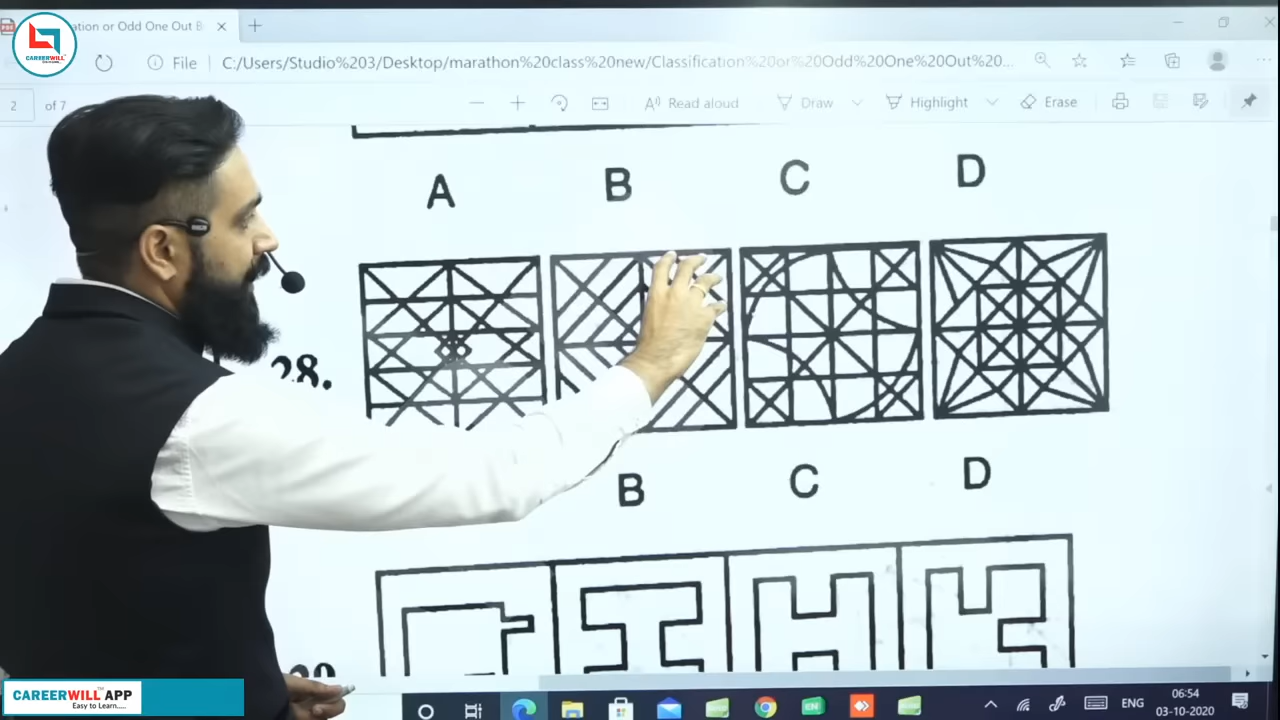 ation or Odd One Out B
CAREERWILL
File
C:/Users/Studio%203/Desktop/marathon%20class%20new/Classification%20or%20Odd%20One%20Out%20...
2 of 7
Read aloud
Draw
Highlight
Erase
A B C D
28.
B C D
CAREERWILL APP
Easy to Learn.....
ENG
06:54
03-10-2020